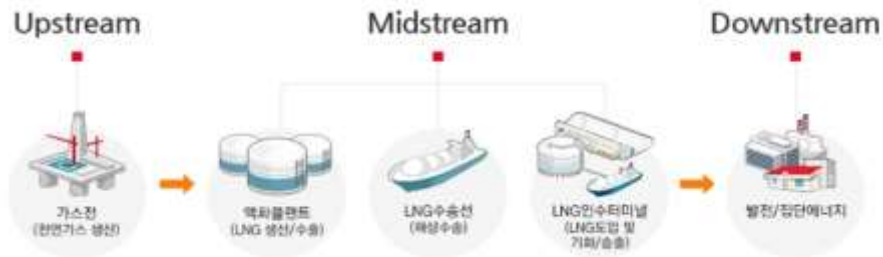 Upstream
Midstream
Downstream
가스전
(천연가스 생산)
액화플랜트
(LNG 생산/수출)
LNG수송선
(해상수송)
LNG인수터미널
(LNG도입 및
기화/송출)
발전/집단에너지